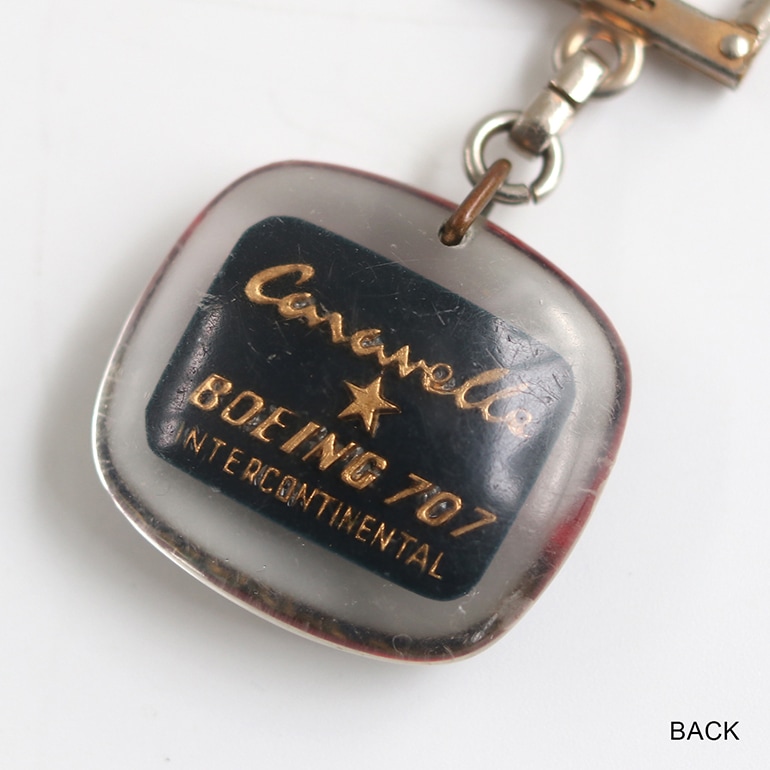 Caravelle
BOEING 707
INTERCONTINENTAL
BACK